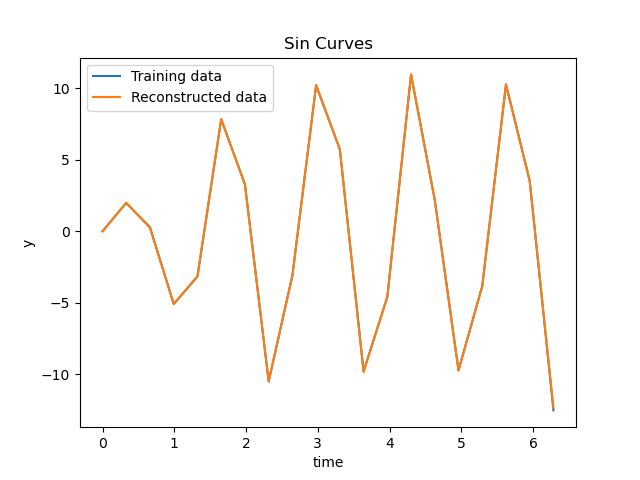 Sin Curves
Training data
Reconstructed data
10
5
0
−5
−10
y
0 1 2 3 4 5 6
time